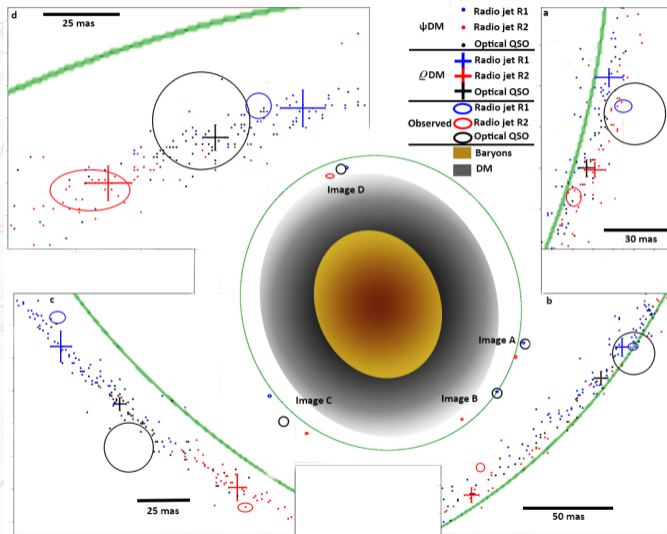 d
25 mas
ψDM
Radio jet R1
Radio jet R2
Optical QSO
ϱDM
Radio jet R1
Radio jet R2
Optical QSO
Observed
Radio jet R1
Radio jet R2
Optical QSO
Baryons
DM
a
30 mas
Image D
Image A
Image B
Image C
c
25 mas
b
50 mas